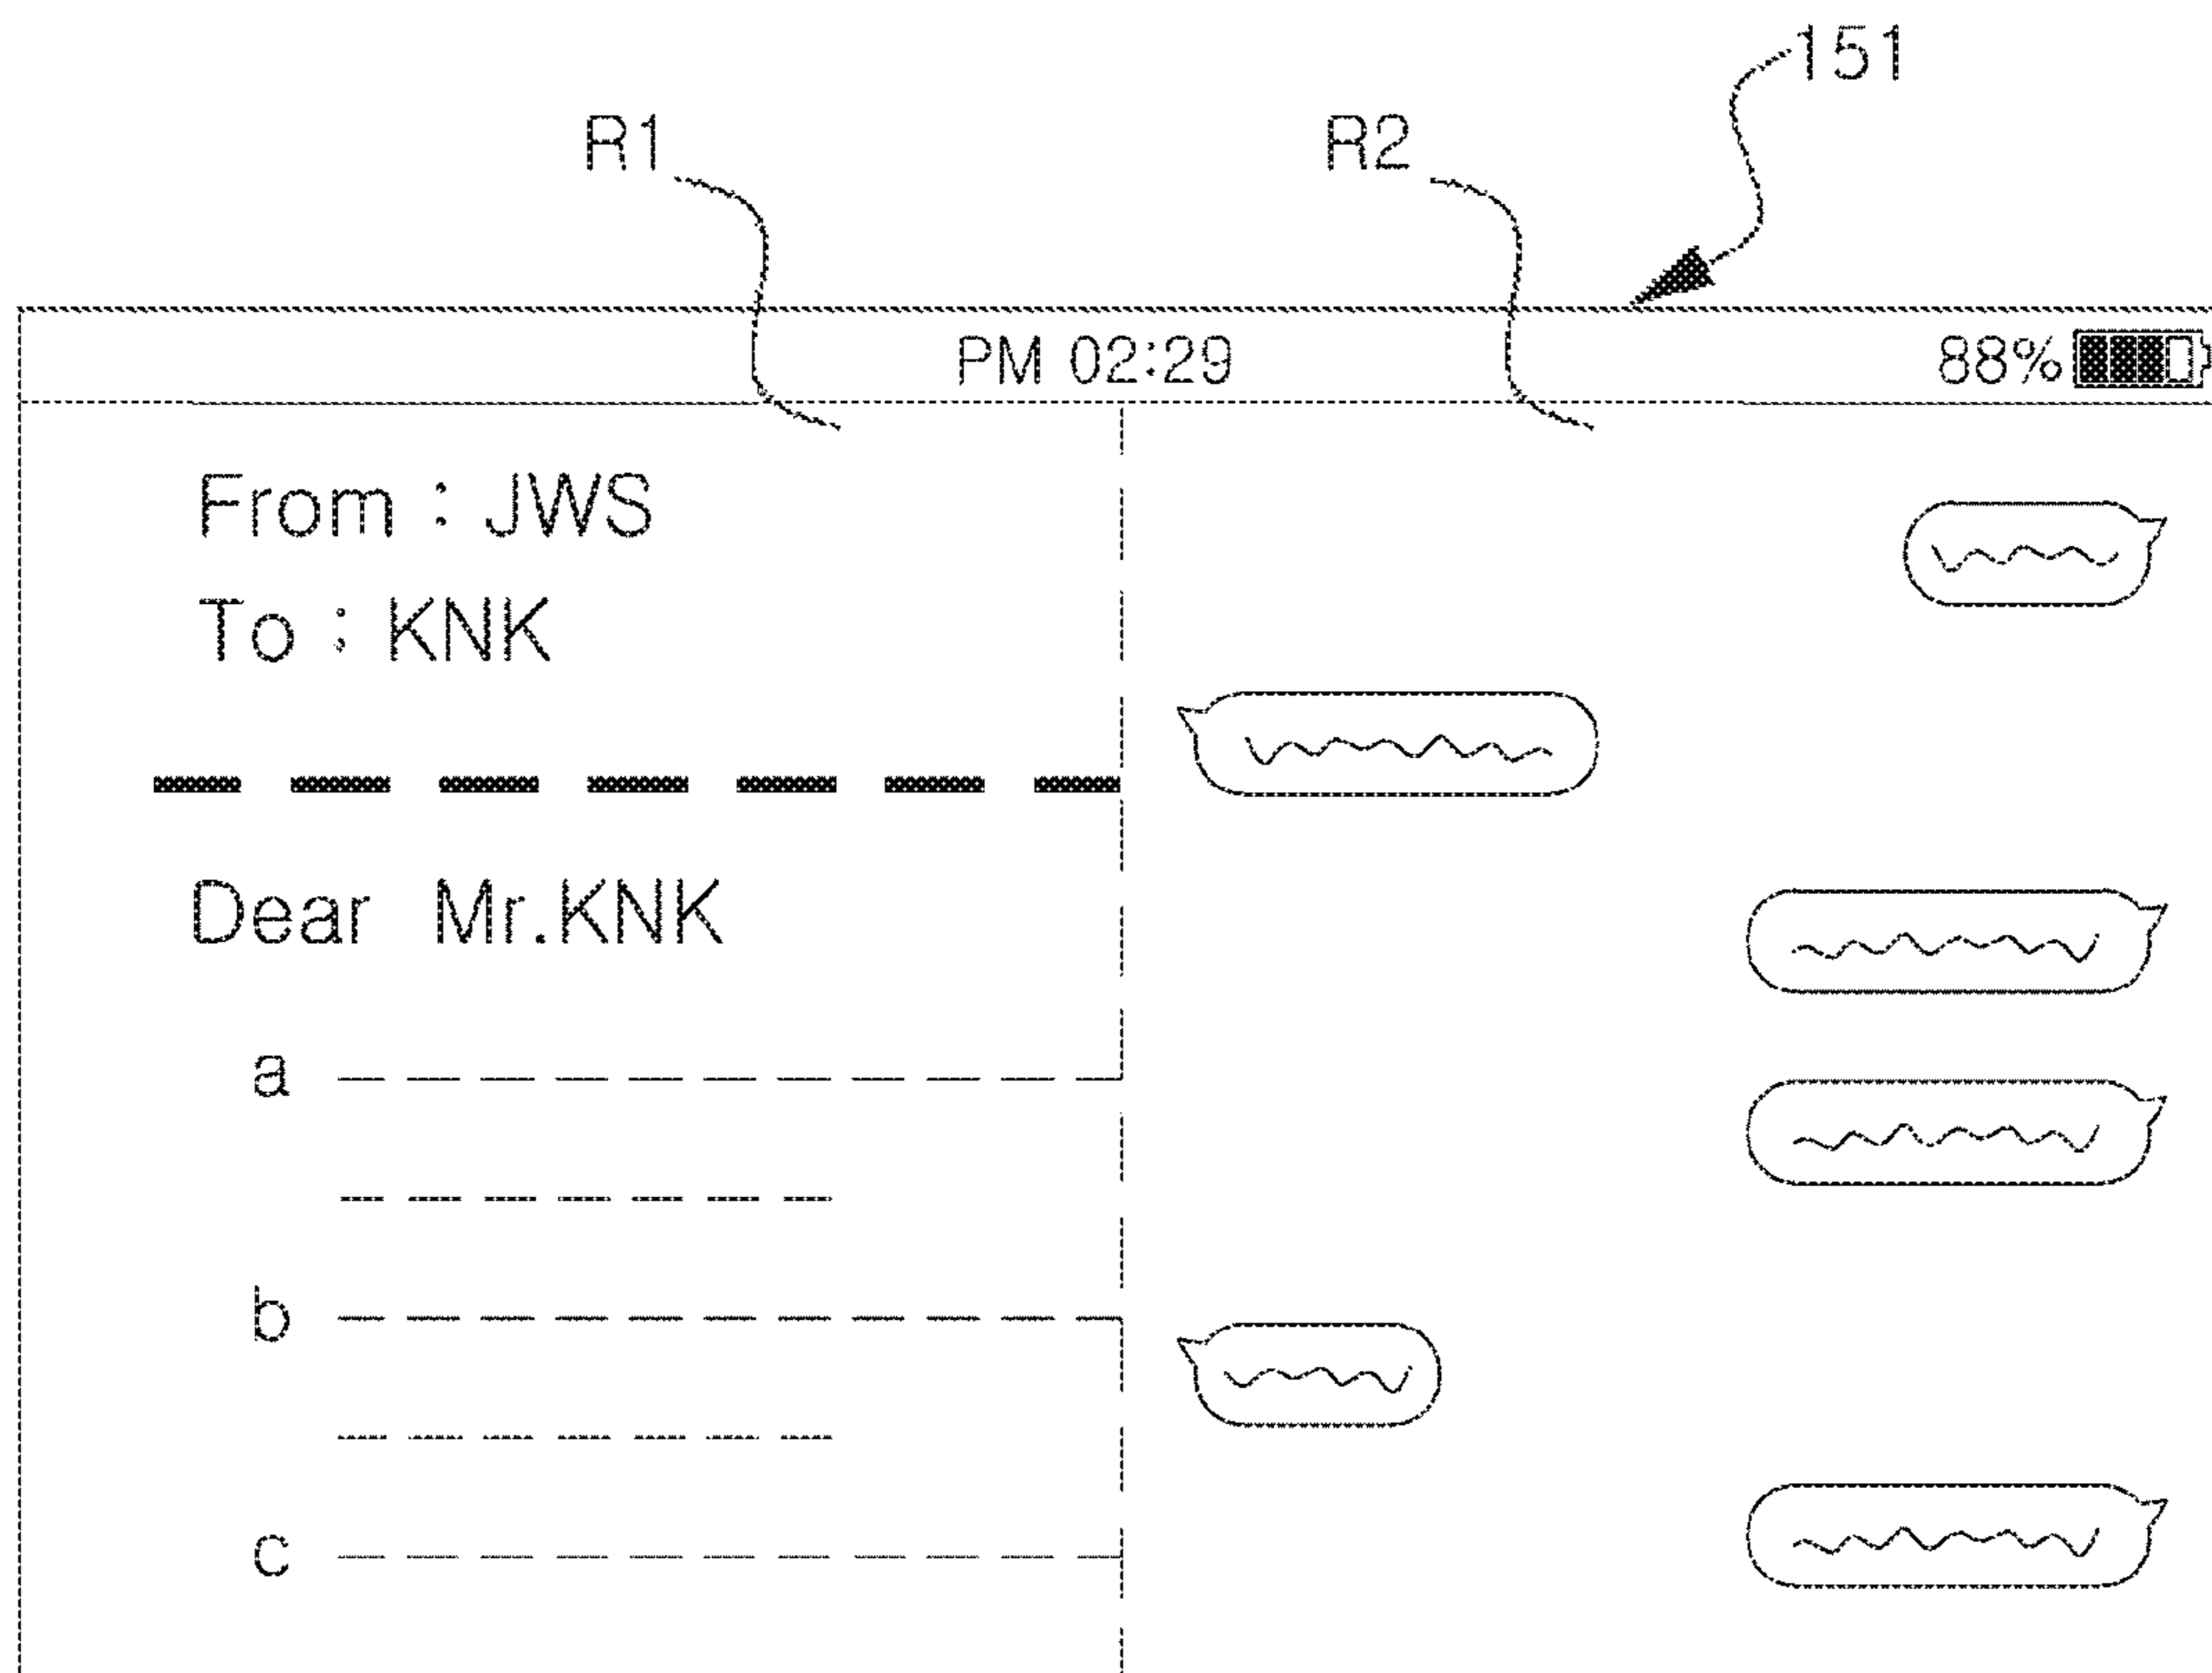 151
R1
R2
PM 02:29
88%
From : JWS
To : KNK
Dear Mr.KNK
a
b
c